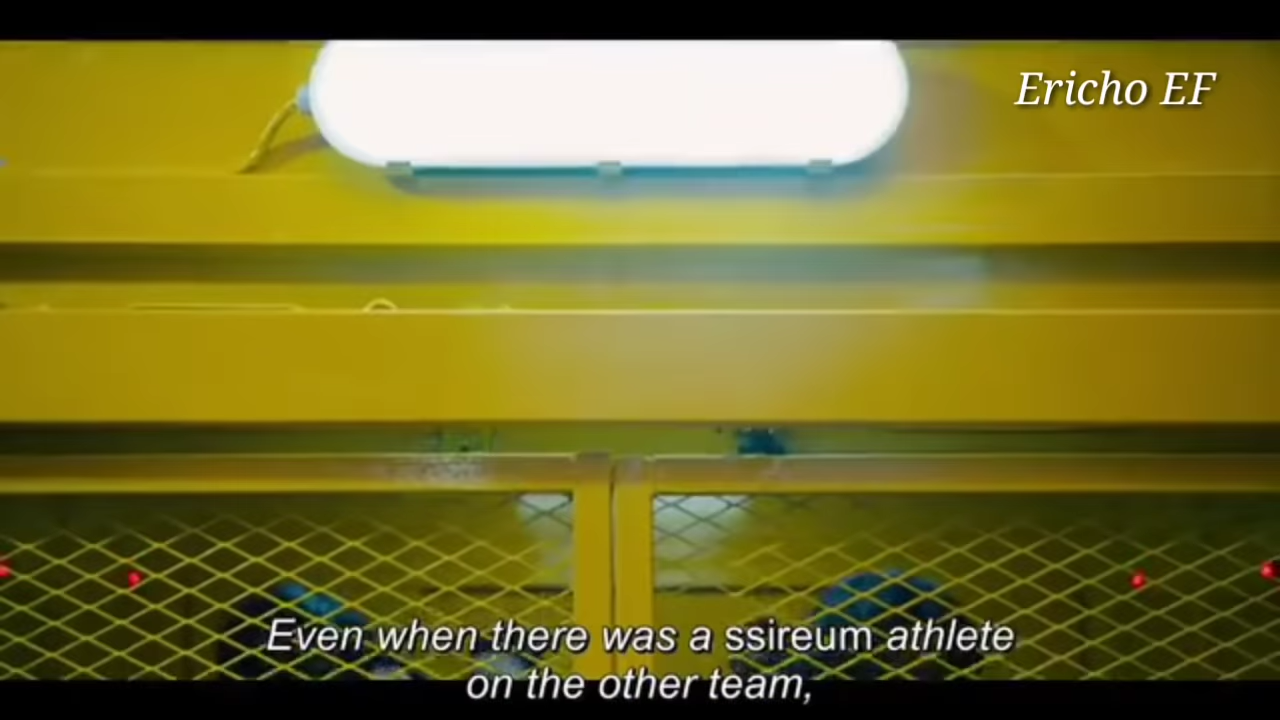 Ericho EF
Even when there was a ssireum athlete
on the other team,